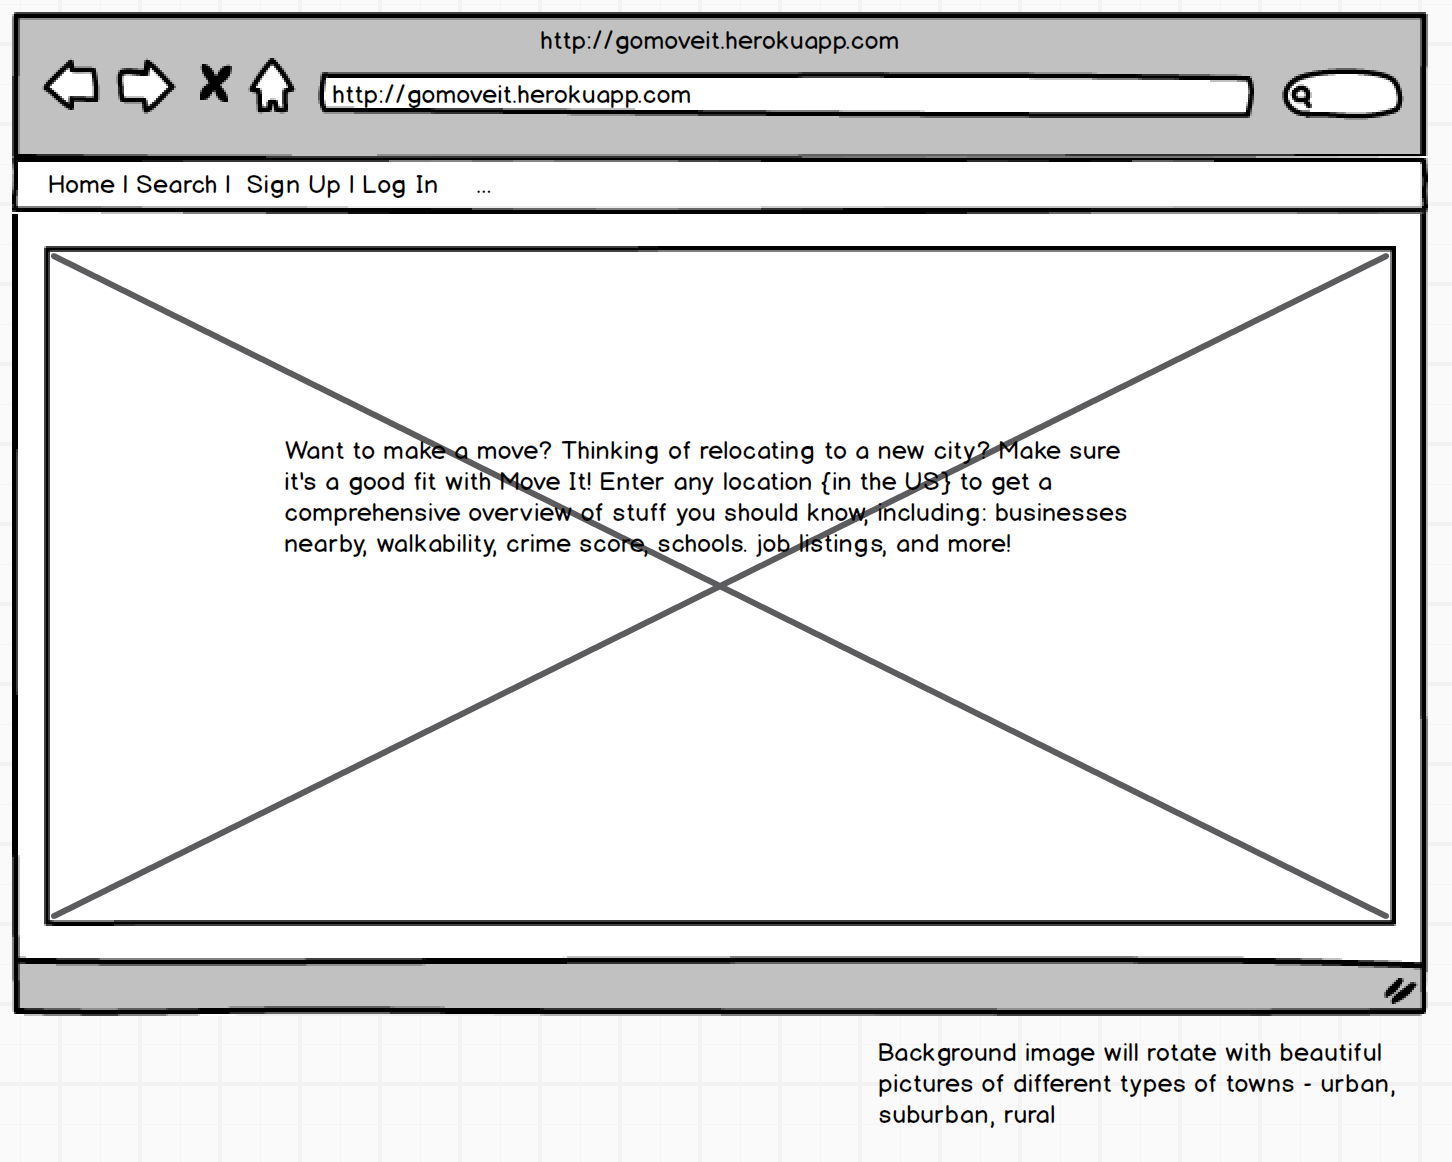 http://gomoveit.herokuapp.com
http://gomoveit.herokuapp.com
Home | Search | Sign Up | Log In ...
Want to make a move? Thinking of relocating to a new city? Make sure
it's a good fit with Move It! Enter any location {in the US} to get a
comprehensive overview of stuff you should know, including: businesses
nearby, walkability, crime score, schools. job listings, and more!
Background image will rotate with beautiful
pictures of different types of towns - urban,
suburban, rural